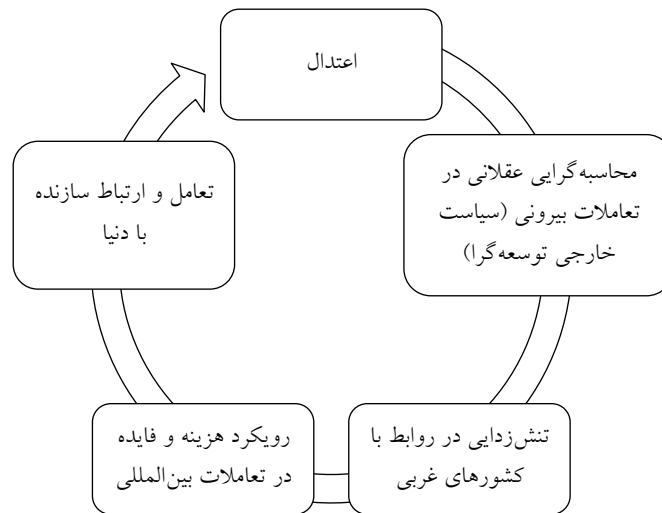 اعتدال
محاسبه‌گرایی عقلانی در
تعاملات بیرونی (سیاست
خارجی توسعه‌گرا)
تنش‌زدایی در روابط با
کشورهای غربی
رویکرد هزینه و فایده
در تعاملات بین‌المللی
تعامل و ارتباط سازنده
با دنیا